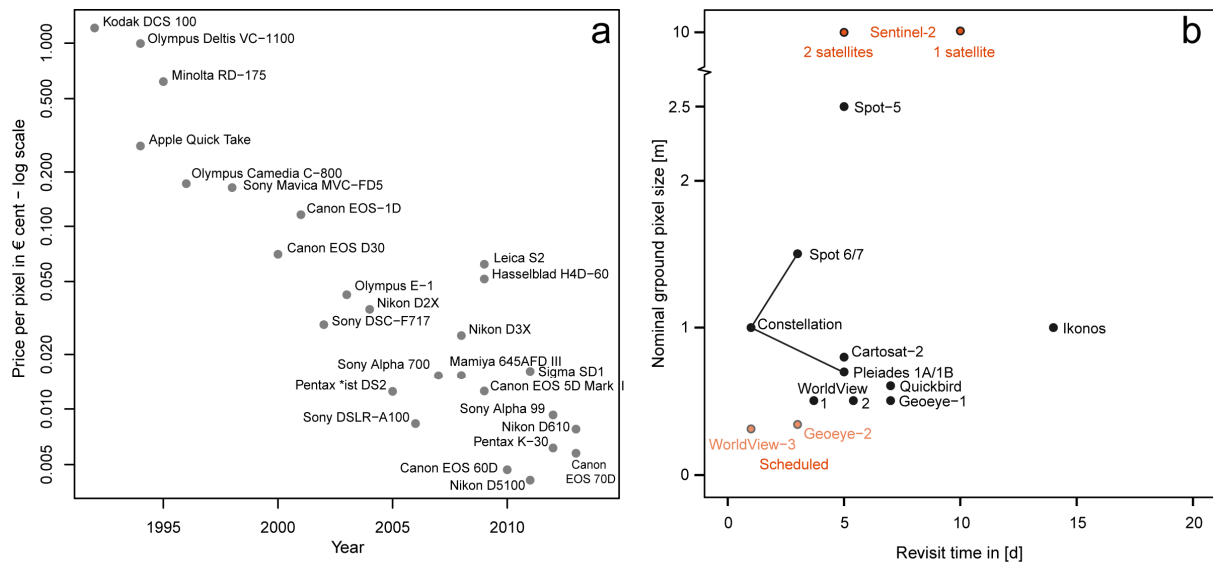 a
Kodak DCS 100
Olympus Deltis VC−1100
Minolta RD−175
Apple Quick Take
Olympus Camedia C−800
Sony Mavica MVC−FD5
Canon EOS−1D
Canon EOS D30
Leica S2
Hasselblad H4D−60
Olympus E−1
Nikon D2X
Sony DSC−F717
Nikon D3X
Sony Alpha 700
Mamiya 645AFD III
Sigma SD1
Pentax *ist DS2
Canon EOS 5D Mark II
Sony DSLR−A100
Sony Alpha 99
Nikon D610
Pentax K−30
Canon EOS 60D
Canon
EOS 70D
Nikon D5100
Price per pixel in € cent − log scale
1.000
0.500
0.200
0.100
0.050
0.020
0.010
0.005
1995
2000
2005
2010
Year
b
Sentinel-2
2 satellites
1 satellite
Spot−5
Spot 6/7
Constellation
Ikonos
Cartosat−2
Pleiades 1A/1B
WorldView
1
2
Quickbird
Geoeye−1
WorldView−3
Geoeye−2
Scheduled
Nominal grpound pixel size [m]
10
2.5
2
1
0
0
5
10
15
20
Revisit time in [d]